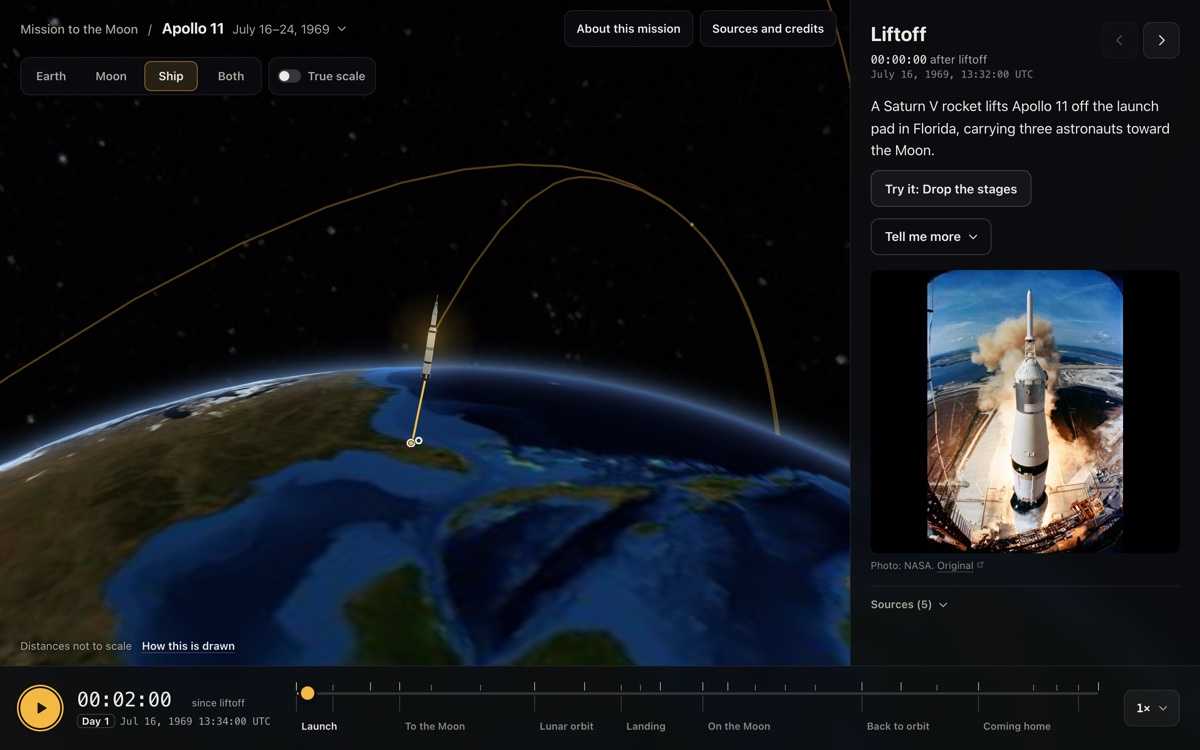 Mission to the Moon / Apollo 11 July 16–24, 1969
About this mission
Sources and credits
Earth
Moon
Ship
Both
True scale
Liftoff
00:00:00 after liftoff
July 16, 1969, 13:32:00 UTC
A Saturn V rocket lifts Apollo 11 off the launch
pad in Florida, carrying three astronauts toward
the Moon.
Try it: Drop the stages
Tell me more
Photo: NASA. Original
Sources (5)
Distances not to scale How this is drawn
00:02:00 since liftoff
Day 1 Jul 16, 1969 13:34:00 UTC
Launch
To the Moon
Lunar orbit
Landing
On the Moon
Back to orbit
Coming home
1×